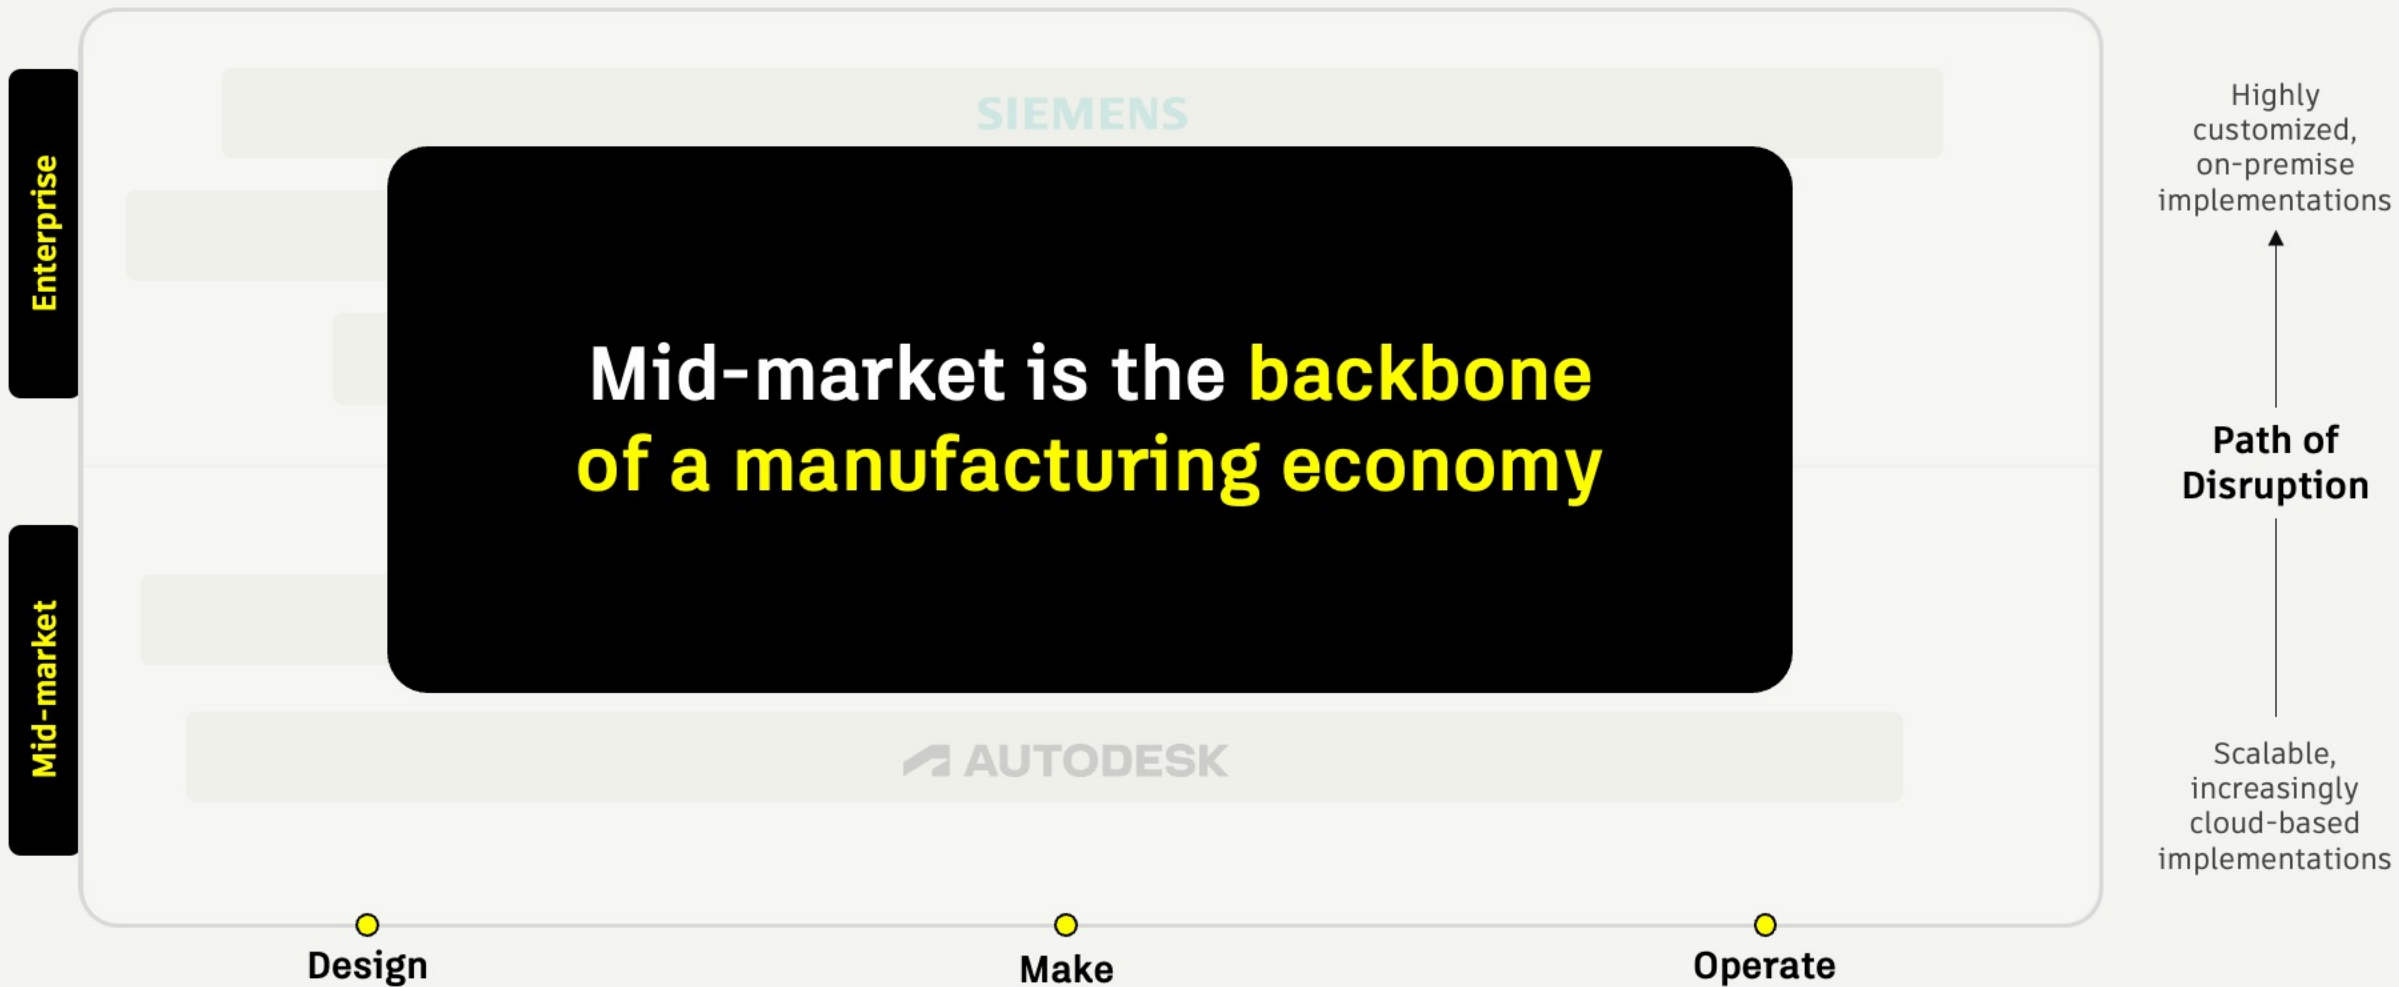 SIEMENS
Enterprise
Mid-market is the backbone
of a manufacturing economy
Mid-market
AUTODESK
Design
Make
Operate
Highly
customized,
on-premise
implementations
Path of
Disruption
Scalable,
increasingly
cloud-based
implementations